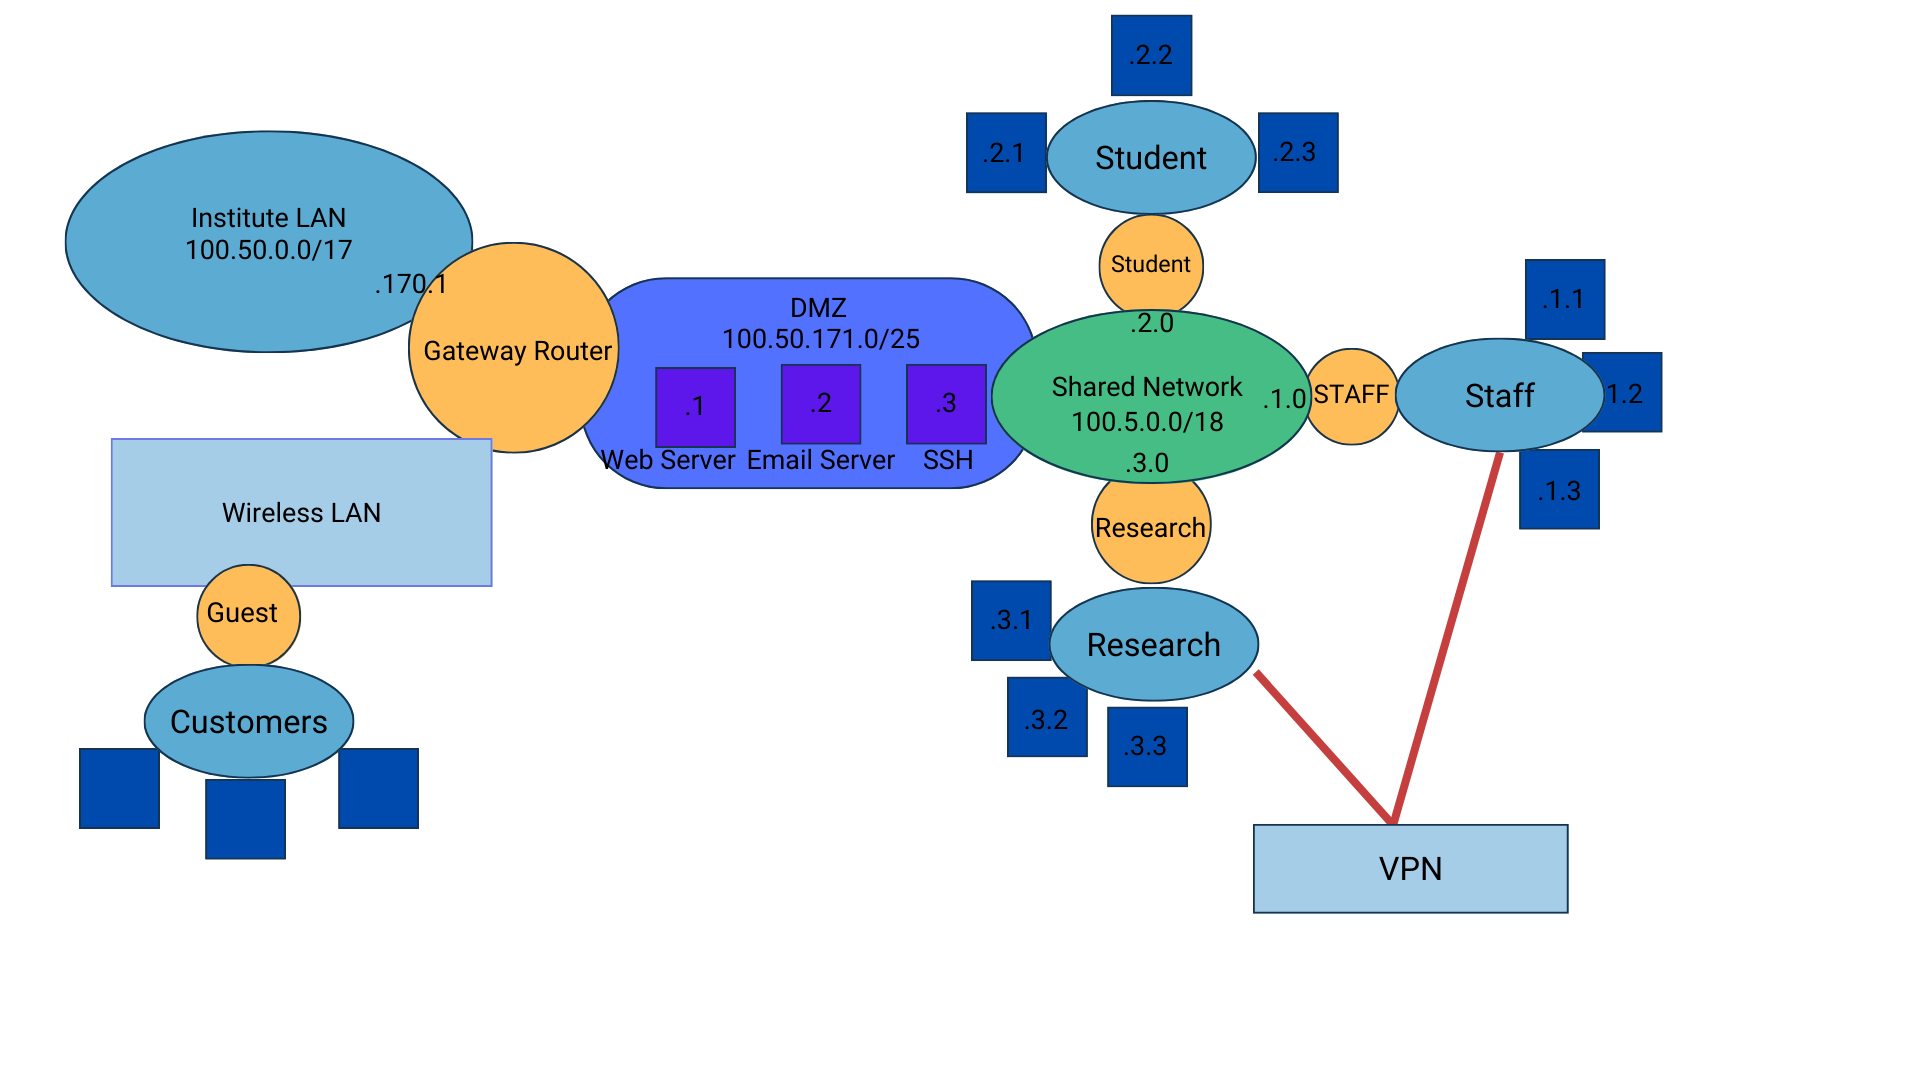 .2.2
.2.1
Student
.2.3
Institute LAN
100.50.0.0/17
.170.1
Student
Gateway Router
DMZ
100.50.171.0/25
.1
.2
.3
Web Server
Email Server
SSH
.2.0
Shared Network
100.5.0.0/18
.1.0
.3.0
STAFF
Staff
.1.1
1.2
.1.3
Wireless LAN
Guest
Customers
Research
.3.1
Research
.3.2
.3.3
VPN